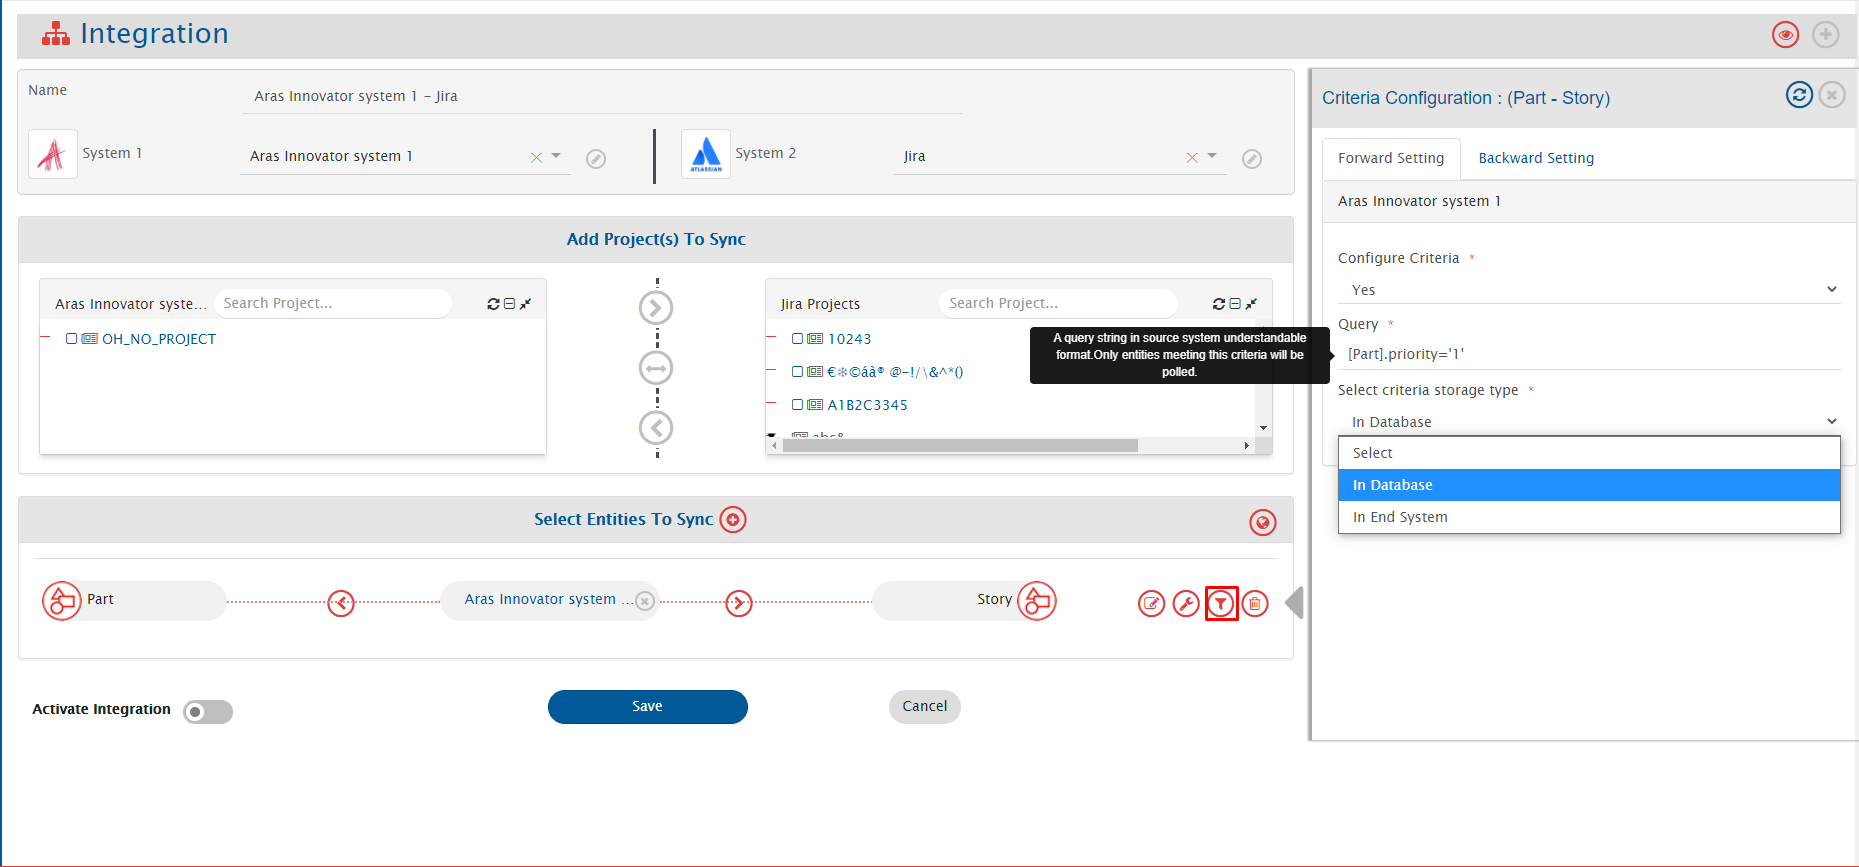 Integration
Name
Aras Innovator system 1 - Jira
System 1
Aras Innovator system 1
ATLASSIAN
System 2
Jira
Add Project(s) To Sync
Aras Innovator syste...
Search Project...
OH_NO_PROJECT
Jira Projects
Search Project...
10243
€❊©áà® @-!/\&^*()
A1B2C3345
abc&
Select Entities To Sync
Part
Aras Innovator system ...
Story
Activate Integration
Save
Cancel
Criteria Configuration : (Part - Story)
Forward Setting
Backward Setting
Aras Innovator system 1
Configure Criteria *
Yes
Query *
A query string in source system understandable
format.Only entities meeting this criteria will be
polled.
[Part].priority='1'
Select criteria storage type *
In Database
Select
In Database
In End System